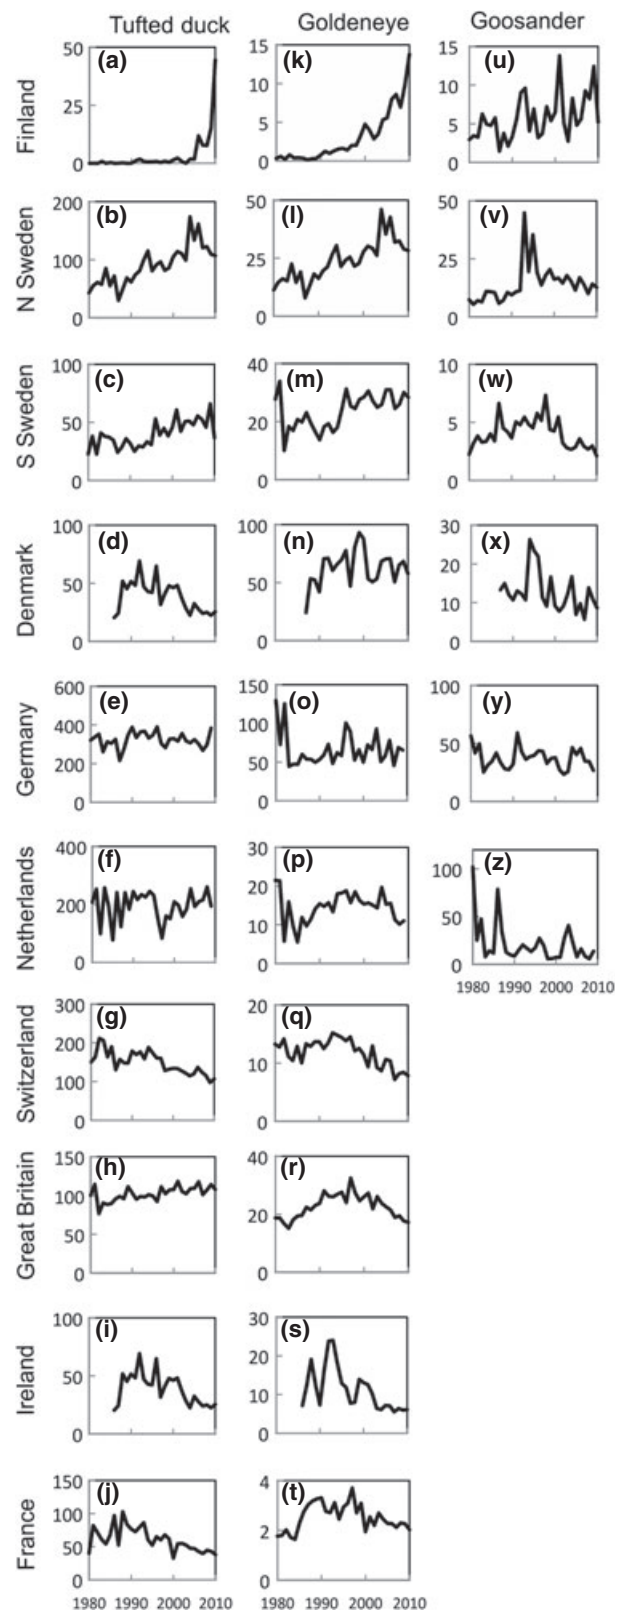 Tufted duck Goldeneye Goosander
Finland
50 (a) 15 (k) 15 (u)
10 10
25
5 5
0 0 0
N Sweden
200 (b) 50 (l) 50 (v)
100 25 25
0 0 0
S Sweden
100 (c) 40 (m) 10 (w)
50 20 5
0 0 0
Denmark
100 (d) 100 (n) 30 (x)
20
50 50
10
0 0 0
Germany
600 (e) 150 (o) 100 (y)
400 100
50
200 50
0 0 0
Netherlands
400 (f) 30 (p) (z)
100
20
200
50
10
0 0 0
1980 1990 2000 2010
Switzerland
300 (g) 20 (q)
200
10
100
0 0
Great Britain
150 (h) 40 (r)
100
20
50
0 0
Ireland
100 (i) 30 (s)
20
50
10
0 0
France
150 (j) 4 (t)
100
2
50
0 0
1980 1990 2000 2010 1980 1990 2000 2010